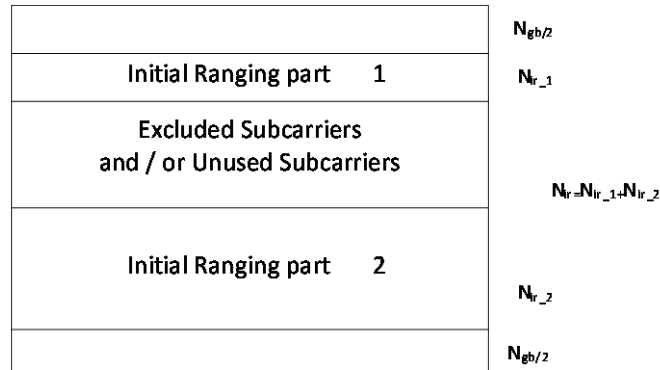 N_gb/2
Initial Ranging part 1
N_ir_1
Excluded Subcarriers
and / or Unused Subcarriers
N_ir=N_ir_1+N_ir_2
Initial Ranging part 2
N_ir_2
N_gb/2